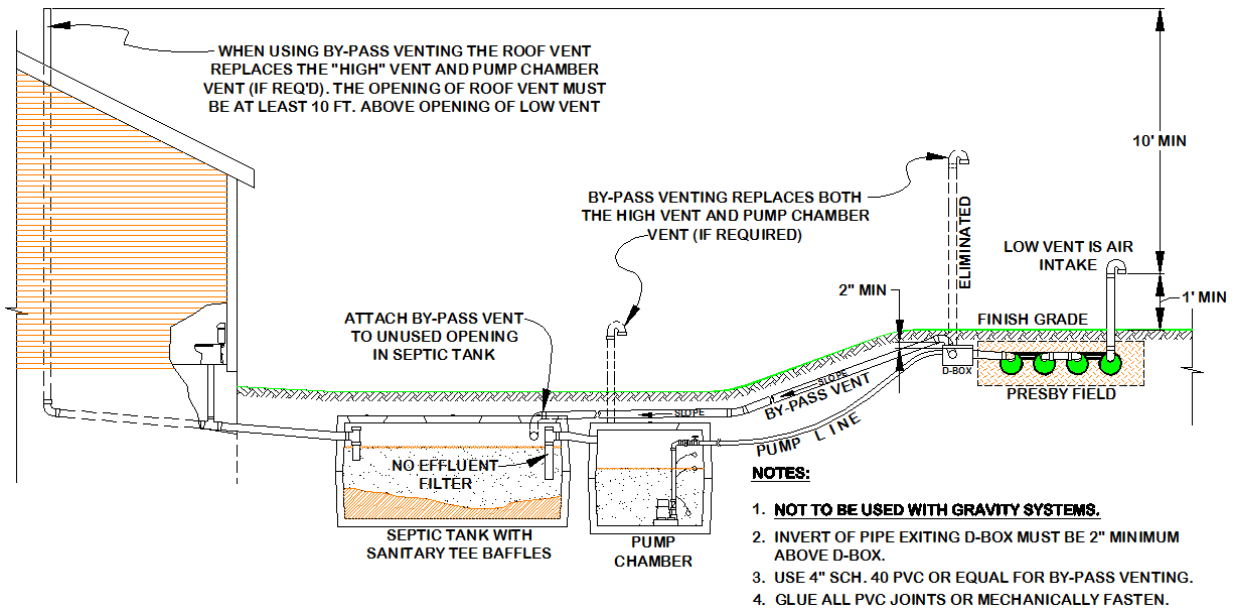 WHEN USING BY-PASS VENTING THE ROOF VENT
REPLACES THE "HIGH" VENT AND PUMP CHAMBER
VENT (IF REQ'D). THE OPENING OF ROOF VENT MUST
BE AT LEAST 10 FT. ABOVE OPENING OF LOW VENT
10' MIN
BY-PASS VENTING REPLACES BOTH
THE HIGH VENT AND PUMP CHAMBER
VENT (IF REQUIRED)
ELIMINATED
LOW VENT IS AIR
INTAKE
2" MIN
1' MIN
ATTACH BY-PASS VENT
TO UNUSED OPENING
IN SEPTIC TANK
FINISH GRADE
D-BOX
PRESBY FIELD
SLOPE
BY-PASS VENT
SLOPE
PUMP LINE
NO EFFLUENT
FILTER
SEPTIC TANK WITH
SANITARY TEE BAFFLES
PUMP
CHAMBER
NOTES:
1. NOT TO BE USED WITH GRAVITY SYSTEMS.
2. INVERT OF PIPE EXITING D-BOX MUST BE 2" MINIMUM
ABOVE D-BOX.
3. USE 4" SCH. 40 PVC OR EQUAL FOR BY-PASS VENTING.
4. GLUE ALL PVC JOINTS OR MECHANICALLY FASTEN.